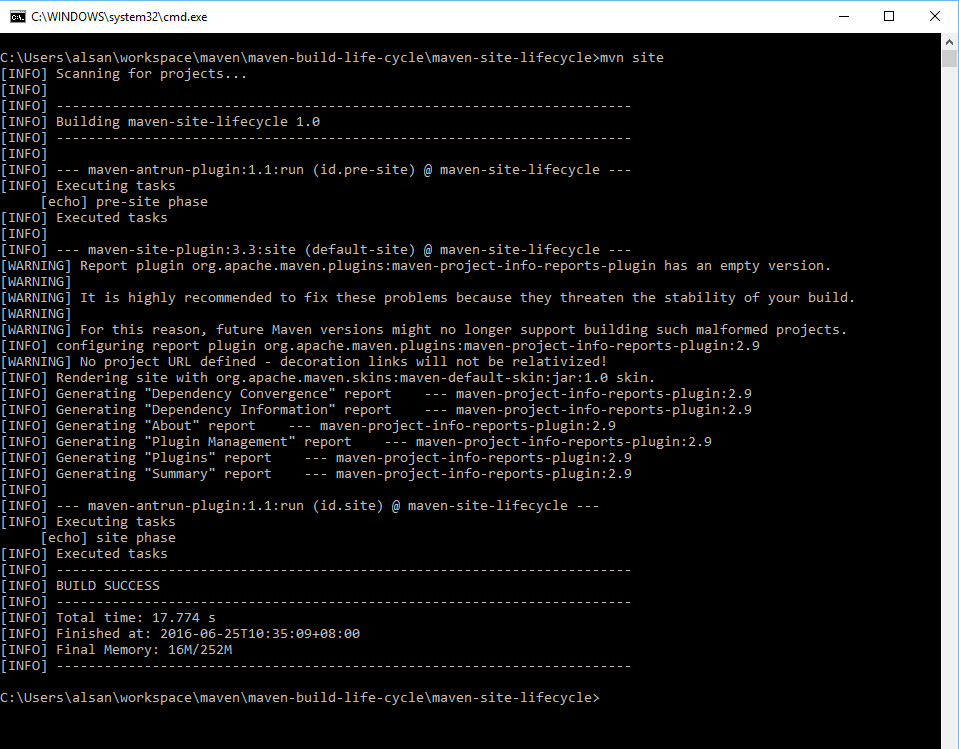 C:\WINDOWS\system32\cmd.exe
C:\Users\alsan\workspace\maven\maven-build-life-cycle\maven-site-lifecycle>mvn site
[INFO] Scanning for projects...
[INFO]
[INFO] ------------------------------------------------------------------------
[INFO] Building maven-site-lifecycle 1.0
[INFO] ------------------------------------------------------------------------
[INFO]
[INFO] --- maven-antrun-plugin:1.1:run (id.pre-site) @ maven-site-lifecycle ---
[INFO] Executing tasks
     [echo] pre-site phase
[INFO] Executed tasks
[INFO]
[INFO] --- maven-site-plugin:3.3:site (default-site) @ maven-site-lifecycle ---
[WARNING] Report plugin org.apache.maven.plugins:maven-project-info-reports-plugin has an empty version.
[WARNING]
[WARNING] It is highly recommended to fix these problems because they threaten the stability of your build.
[WARNING]
[WARNING] For this reason, future Maven versions might no longer support building such malformed projects.
[INFO] configuring report plugin org.apache.maven.plugins:maven-project-info-reports-plugin:2.9
[WARNING] No project URL defined - decoration links will not be relativized!
[INFO] Rendering site with org.apache.maven.skins:maven-default-skin:jar:1.0 skin.
[INFO] Generating "Dependency Convergence" report    --- maven-project-info-reports-plugin:2.9
[INFO] Generating "Dependency Information" report    --- maven-project-info-reports-plugin:2.9
[INFO] Generating "About" report    --- maven-project-info-reports-plugin:2.9
[INFO] Generating "Plugin Management" report    --- maven-project-info-reports-plugin:2.9
[INFO] Generating "Plugins" report    --- maven-project-info-reports-plugin:2.9
[INFO] Generating "Summary" report    --- maven-project-info-reports-plugin:2.9
[INFO]
[INFO] --- maven-antrun-plugin:1.1:run (id.site) @ maven-site-lifecycle ---
[INFO] Executing tasks
     [echo] site phase
[INFO] Executed tasks
[INFO] ------------------------------------------------------------------------
[INFO] BUILD SUCCESS
[INFO] ------------------------------------------------------------------------
[INFO] Total time: 17.774 s
[INFO] Finished at: 2016-06-25T10:35:09+08:00
[INFO] Final Memory: 16M/252M
[INFO] ------------------------------------------------------------------------
C:\Users\alsan\workspace\maven\maven-build-life-cycle\maven-site-lifecycle>